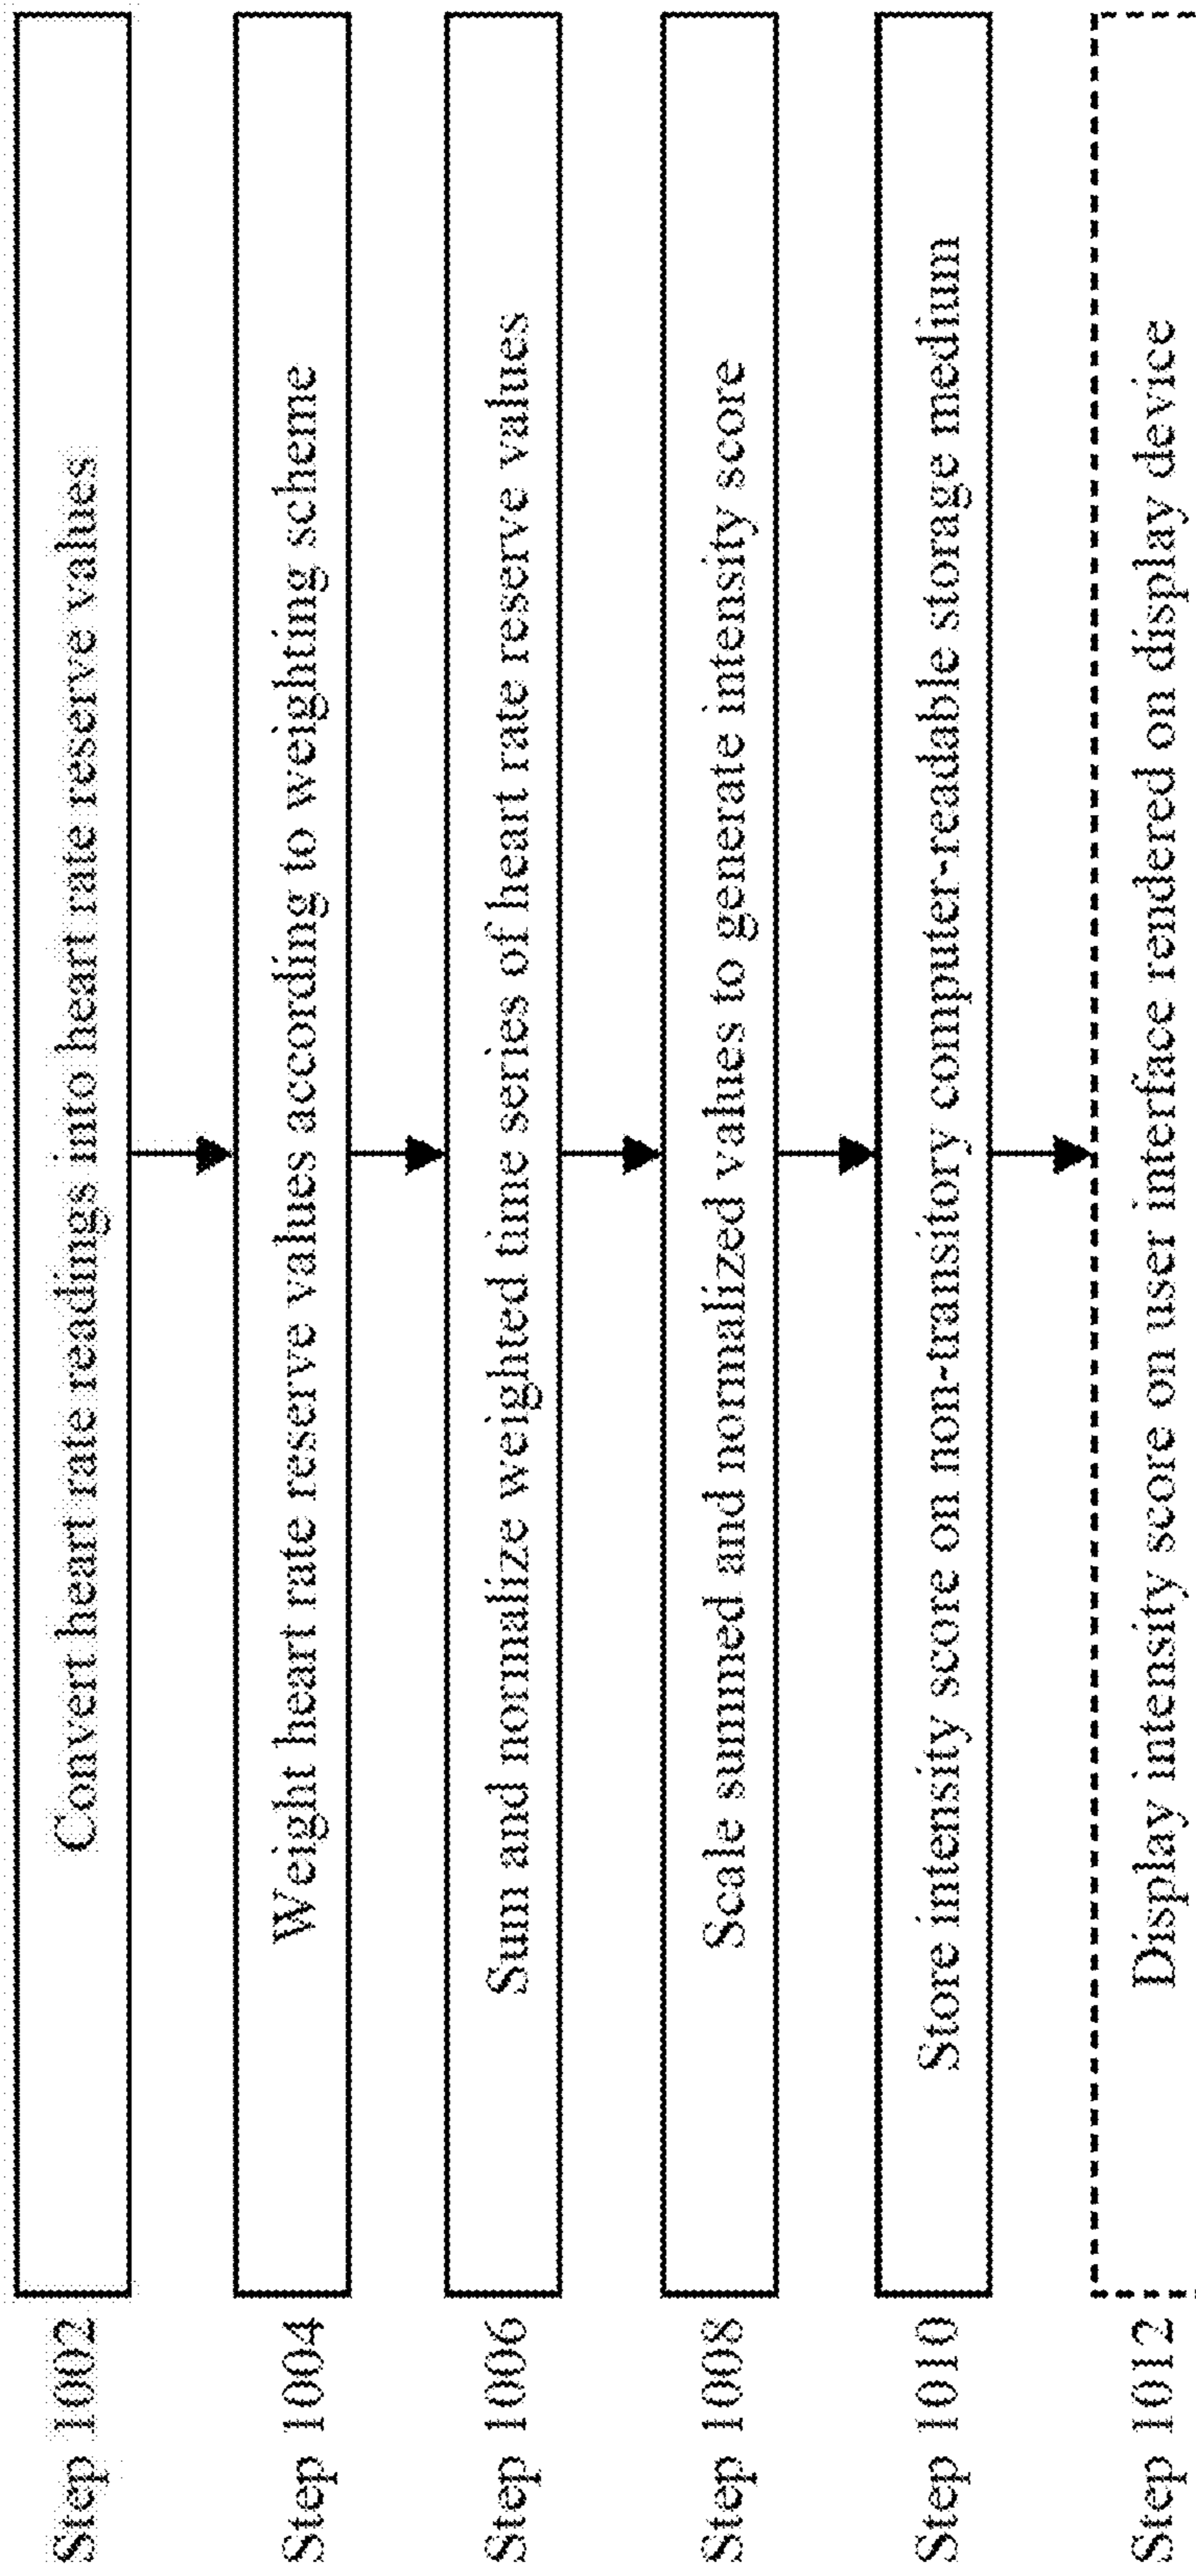 Step 1002 Convert heart rate readings into heart rate reserve values
Step 1004 Weight heart rate reserve values according to weighting scheme
Step 1006 Sum and normalize weighted time series of heart rate reserve values
Step 1008 Scale summed and normalized values to generate intensity score
Step 1010 Store intensity score on non-transitory computer-readable storage medium
Step 1012 Display intensity score on user interface rendered on display device